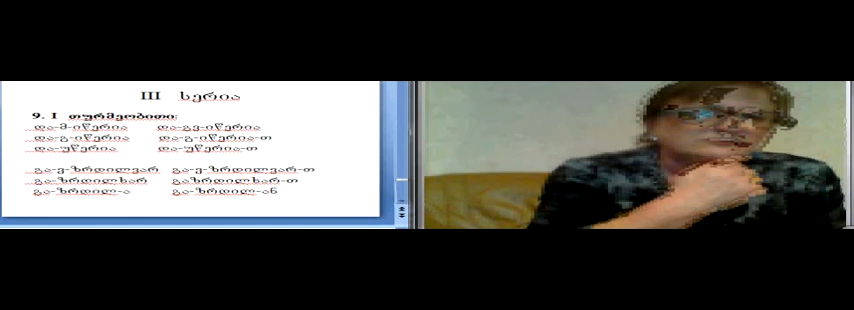 III სერია
9. I თურმეობითი:
და-მ-იწერია და-გვ-იწერია
და-გ-იწერია და-გ-იწერია-თ
და-უწერია და-უწერია-თ
გა-ვ-ზრდილვარ გა-ვ-ზრდილვარ-თ
გა-ზრდილხარ გაზრდილხარ-თ
გა-ზრდილ-ა გა-ზრდილ-ან